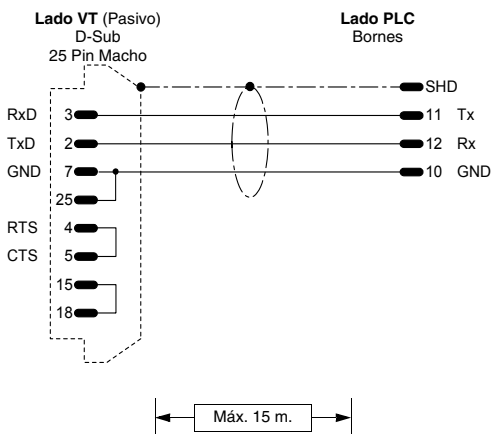 Lado VT (Pasivo)
D-Sub
25 Pin Macho
Lado PLC
Bornes
SHD
RxD 3 11 Tx
TxD 2 12 Rx
GND 7 10 GND
25
RTS 4
CTS 5
15
18
Máx. 15 m.